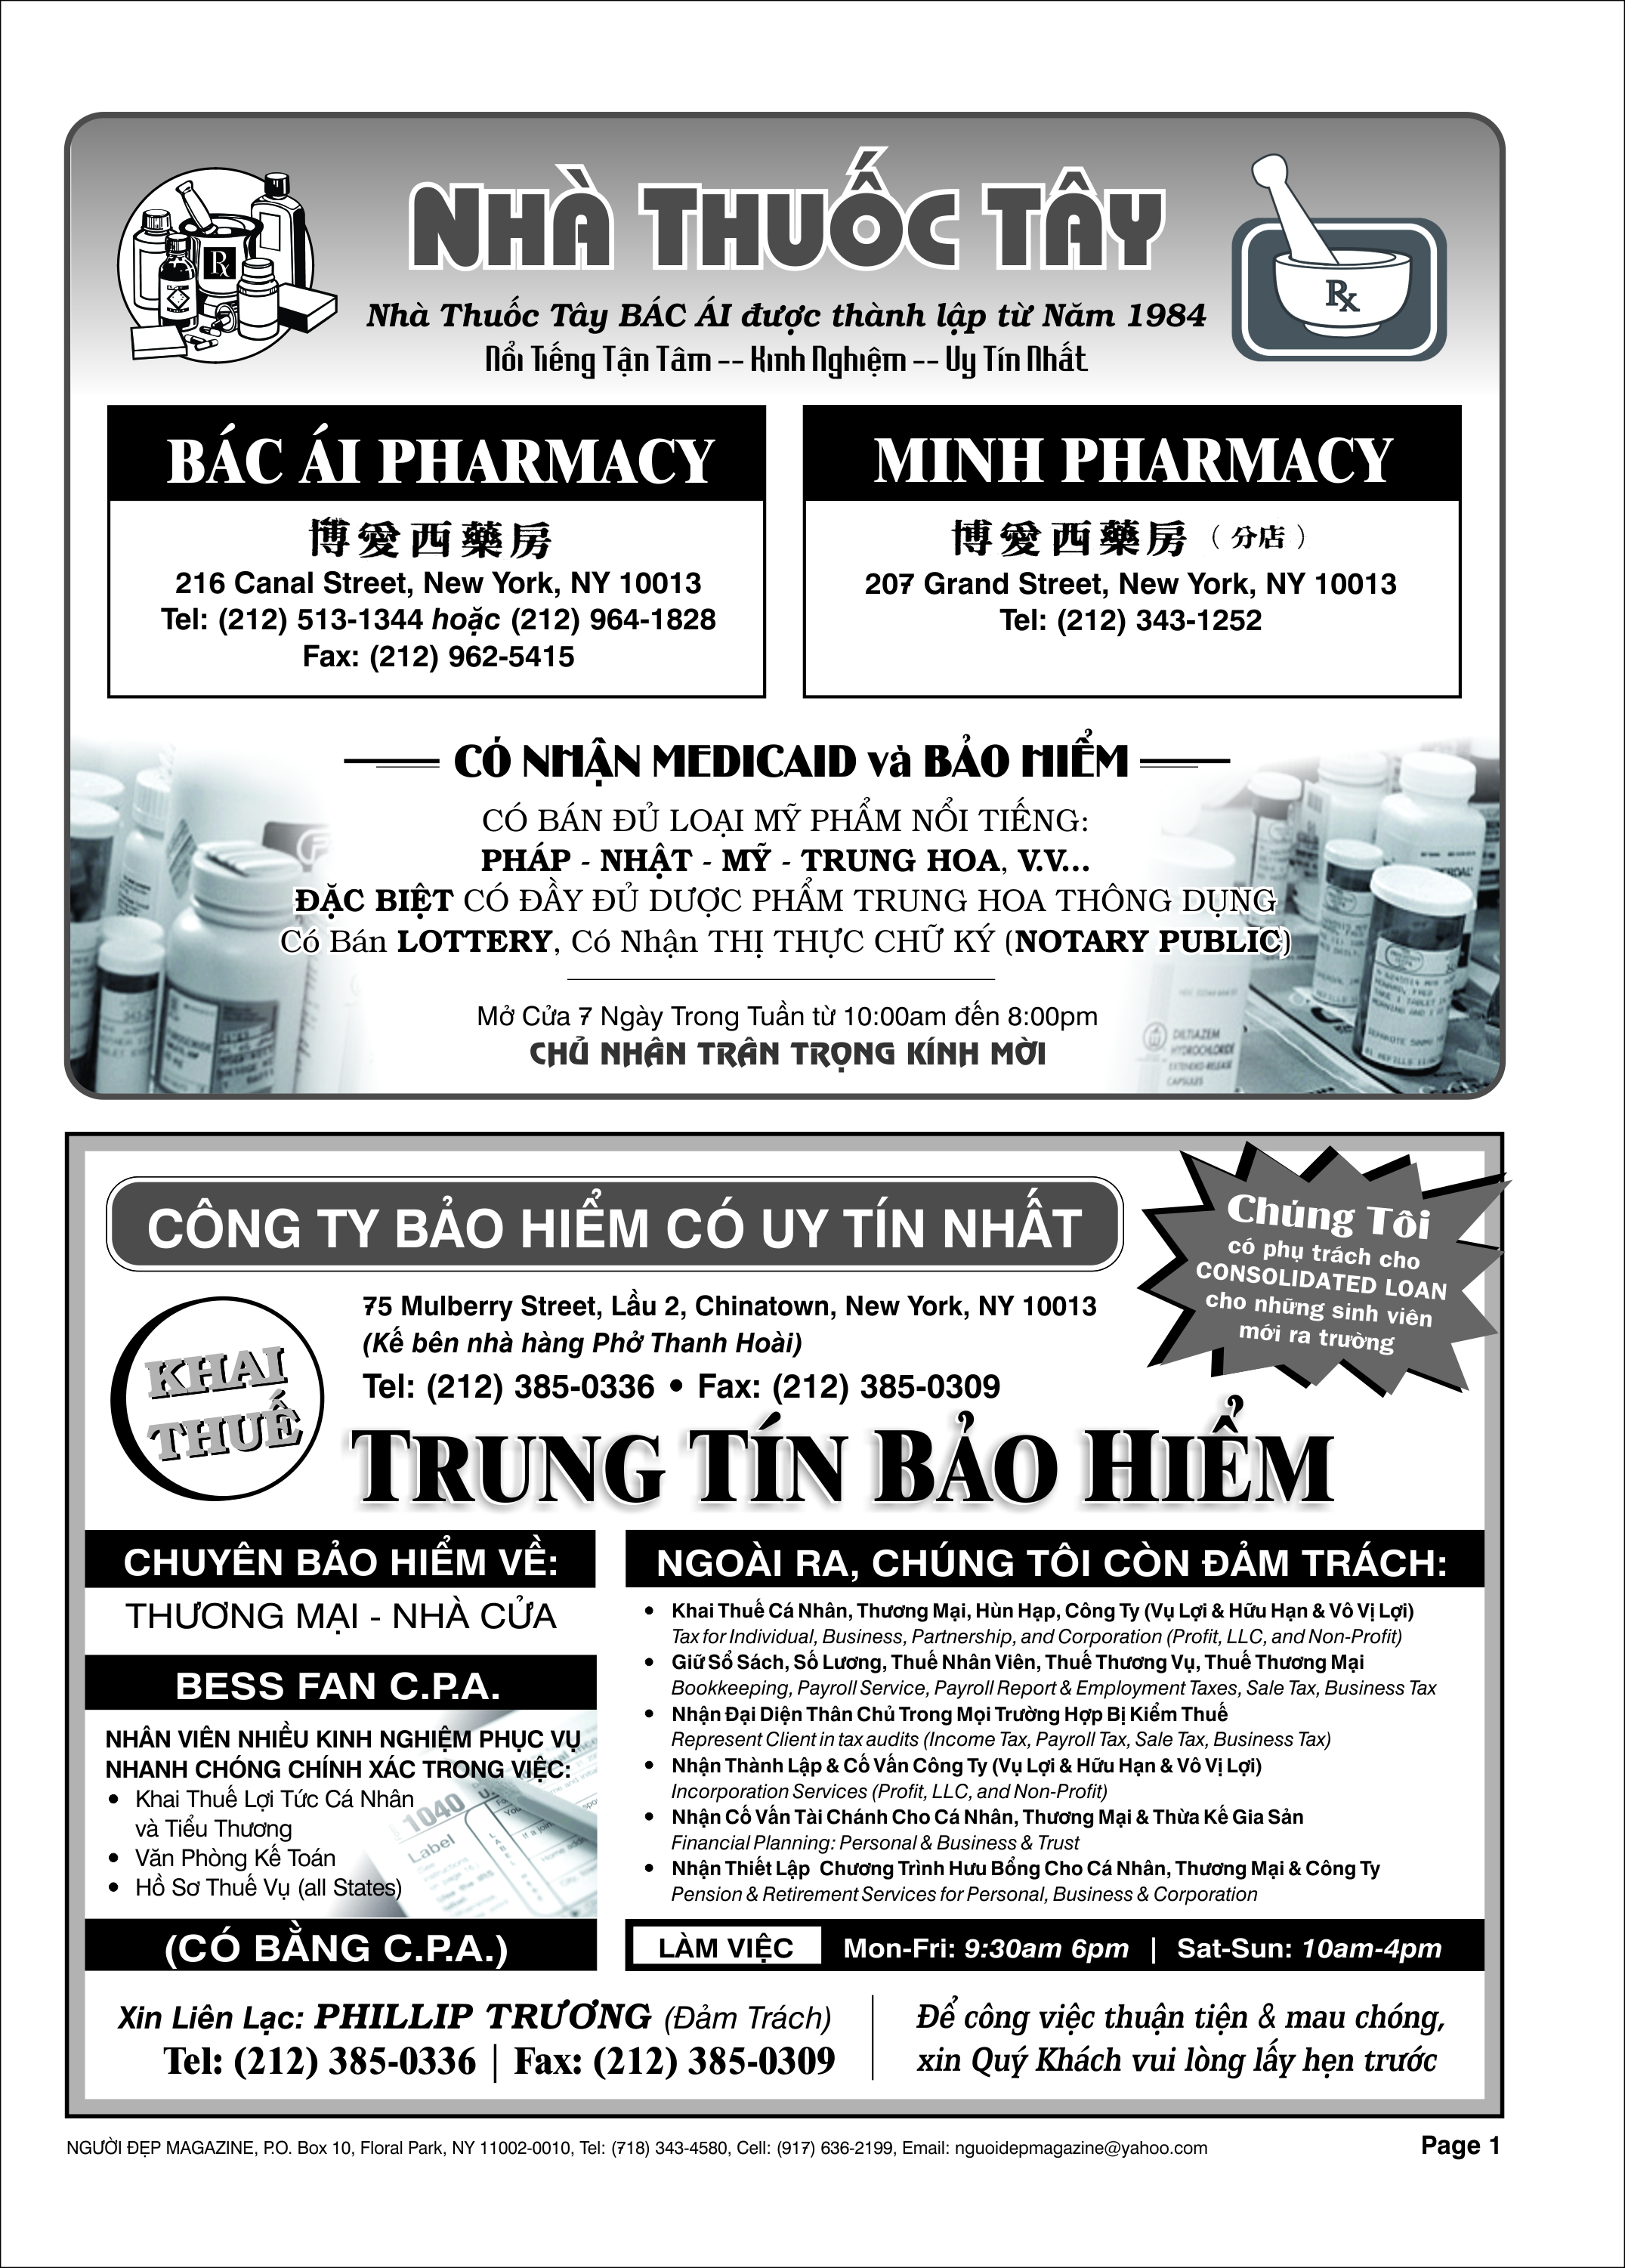 NHÀ THUỐC TÂY
Nhà Thuốc Tây BÁC ÁI được thành lập từ Năm 1984
Nổi Tiếng Tận Tâm -- Kinh Nghiệm -- Uy Tín Nhất
Rx
Rx
BÁC ÁI PHARMACY
博愛西藥房
216 Canal Street, New York, NY 10013
Tel: (212) 513-1344 hoặc (212) 964-1828
Fax: (212) 962-5415
MINH PHARMACY
博愛西藥房（分店）
207 Grand Street, New York, NY 10013
Tel: (212) 343-1252
CÓ NHẬN MEDICAID và BẢO HIỂM
CÓ BÁN ĐỦ LOẠI MỸ PHẨM NỔI TIẾNG:
PHÁP - NHẬT - MỸ - TRUNG HOA, V.V...
ĐẶC BIỆT CÓ ĐẦY ĐỦ DƯỢC PHẨM TRUNG HOA THÔNG DỤNG
Có Bán LOTTERY, Có Nhận THỊ THỰC CHỮ KÝ (NOTARY PUBLIC)
Mở Cửa 7 Ngày Trong Tuần từ 10:00am đến 8:00pm
CHỦ NHÂN TRÂN TRỌNG KÍNH MỜI
DILTIAZEM
HYDROCHLORIDE
EXTENDED-RELEASE
CAPSULES
CÔNG TY BẢO HIỂM CÓ UY TÍN NHẤT
Chúng Tôi
có phụ trách cho
CONSOLIDATED LOAN
cho những sinh viên
mới ra trường
75 Mulberry Street, Lầu 2, Chinatown, New York, NY 10013
(Kế bên nhà hàng Phở Thanh Hoài)
Tel: (212) 385-0336 • Fax: (212) 385-0309
KHAI
THUẾ
TRUNG TÍN BẢO HIỂM
CHUYÊN BẢO HIỂM VỀ:
THƯƠNG MẠI - NHÀ CỬA
BESS FAN C.P.A.
NHÂN VIÊN NHIỀU KINH NGHIỆM PHỤC VỤ
NHANH CHÓNG CHÍNH XÁC TRONG VIỆC:
• Khai Thuế Lợi Tức Cá Nhân
và Tiểu Thương
• Văn Phòng Kế Toán
• Hồ Sơ Thuế Vụ (all States)
1040
Label
(CÓ BẰNG C.P.A.)
NGOÀI RA, CHÚNG TÔI CÒN ĐẢM TRÁCH:
• Khai Thuế Cá Nhân, Thương Mại, Hùn Hạp, Công Ty (Vụ Lợi & Hữu Hạn & Vô Vị Lợi)
Tax for Individual, Business, Partnership, and Corporation (Profit, LLC, and Non-Profit)
• Giữ Sổ Sách, Sổ Lương, Thuế Nhân Viên, Thuế Thương Vụ, Thuế Thương Mại
Bookkeeping, Payroll Service, Payroll Report & Employment Taxes, Sale Tax, Business Tax
• Nhận Đại Diện Thân Chủ Trong Mọi Trường Hợp Bị Kiểm Thuế
Represent Client in tax audits (Income Tax, Payroll Tax, Sale Tax, Business Tax)
• Nhận Thành Lập & Cố Vấn Công Ty (Vụ Lợi & Hữu Hạn & Vô Vị Lợi)
Incorporation Services (Profit, LLC, and Non-Profit)
• Nhận Cố Vấn Tài Chánh Cho Cá Nhân, Thương Mại & Thừa Kế Gia Sản
Financial Planning: Personal & Business & Trust
• Nhận Thiết Lập Chương Trình Hưu Bổng Cho Cá Nhân, Thương Mại & Công Ty
Pension & Retirement Services for Personal, Business & Corporation
LÀM VIỆC Mon-Fri: 9:30am 6pm | Sat-Sun: 10am-4pm
Xin Liên Lạc: PHILLIP TRƯƠNG (Đảm Trách)
Tel: (212) 385-0336 | Fax: (212) 385-0309
Để công việc thuận tiện & mau chóng,
xin Quý Khách vui lòng lấy hẹn trước
NGƯỜI ĐẸP MAGAZINE, P.O. Box 10, Floral Park, NY 11002-0010, Tel: (718) 343-4580, Cell: (917) 636-2199, Email: nguoidepmagazine@yahoo.com
Page 1